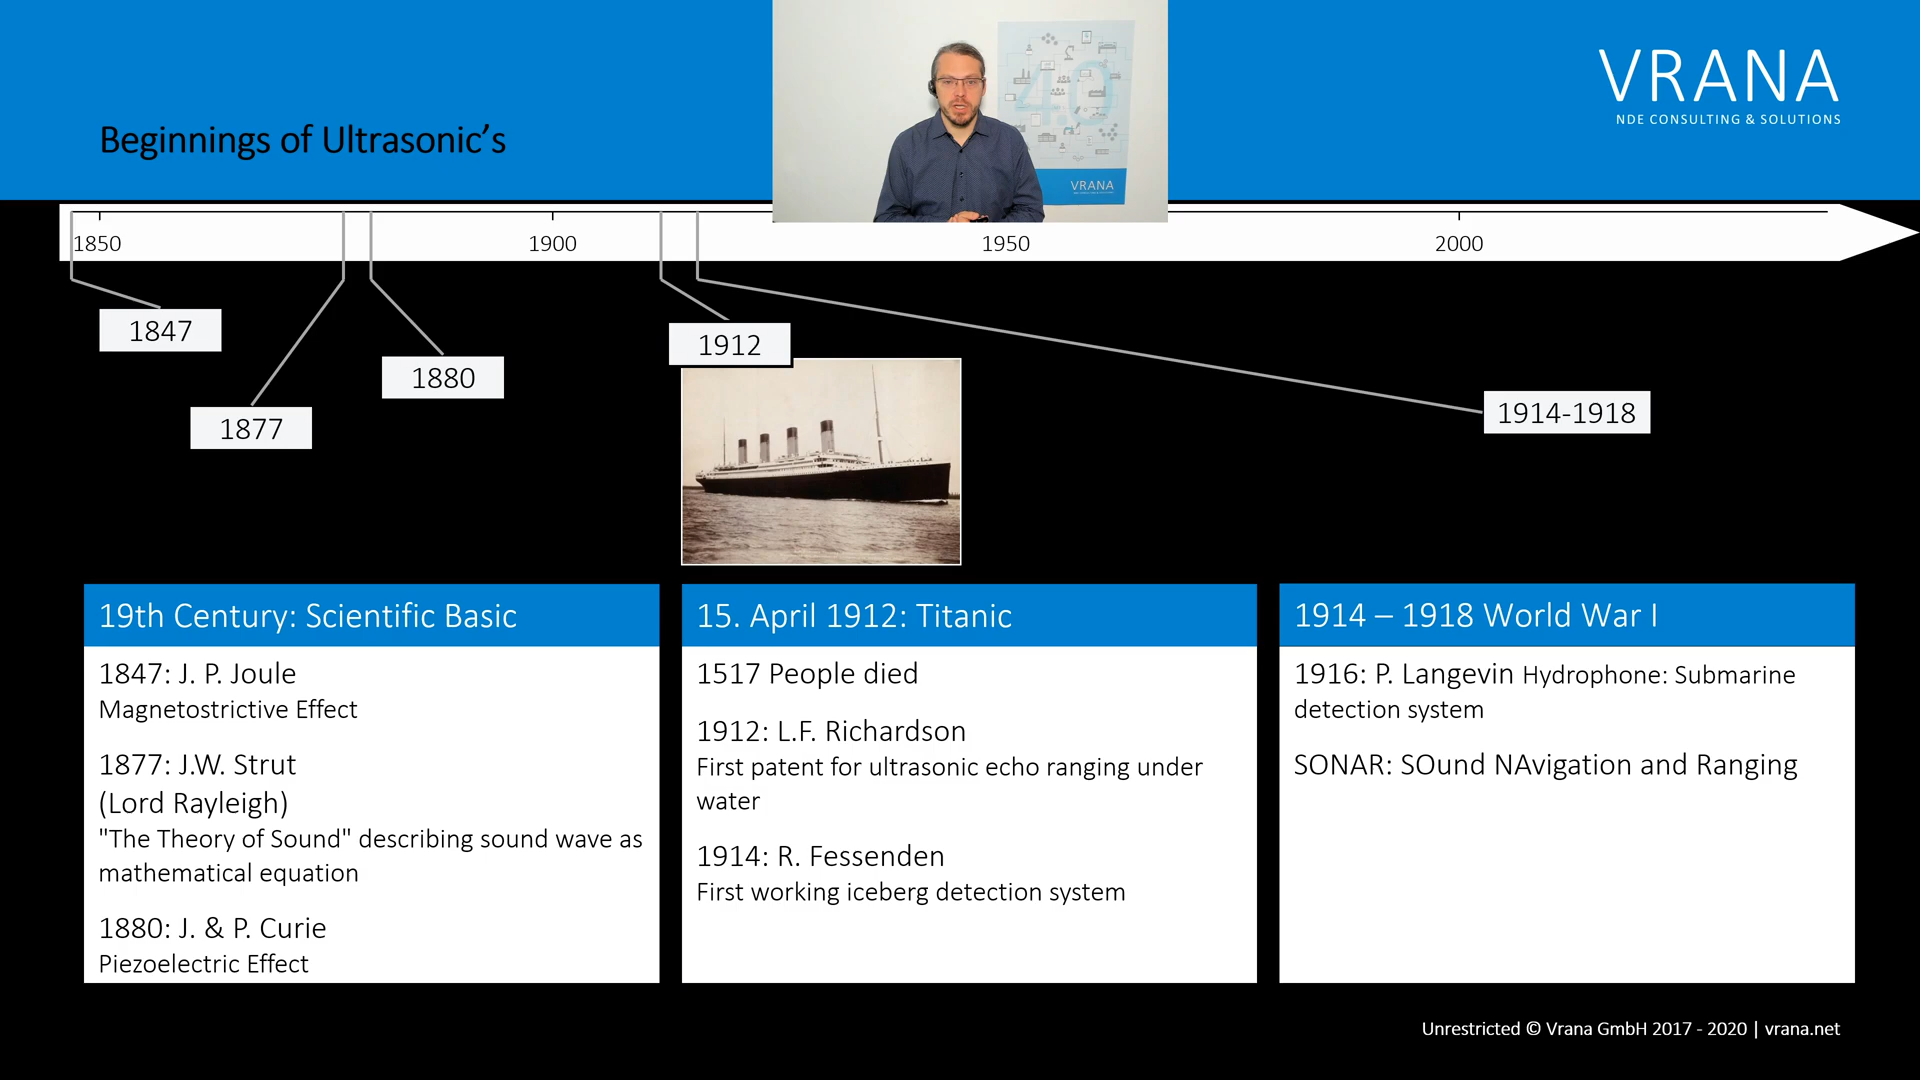 VRANA
NDE CONSULTING & SOLUTIONS
Beginnings of Ultrasonic’s
4.0
VRANA
1850
1900
1950
2000
1847
1877
1880
1912
1914-1918
19th Century: Scientific Basic
1847: J. P. Joule
Magnetostrictive Effect
1877: J.W. Strut
(Lord Rayleigh)
"The Theory of Sound" describing sound wave as
mathematical equation
1880: J. & P. Curie
Piezoelectric Effect
15. April 1912: Titanic
1517 People died
1912: L.F. Richardson
First patent for ultrasonic echo ranging under
water
1914: R. Fessenden
First working iceberg detection system
1914 – 1918 World War I
1916: P. Langevin Hydrophone: Submarine
detection system
SONAR: SOund NAvigation and Ranging
Unrestricted © Vrana GmbH 2017 - 2020 | vrana.net